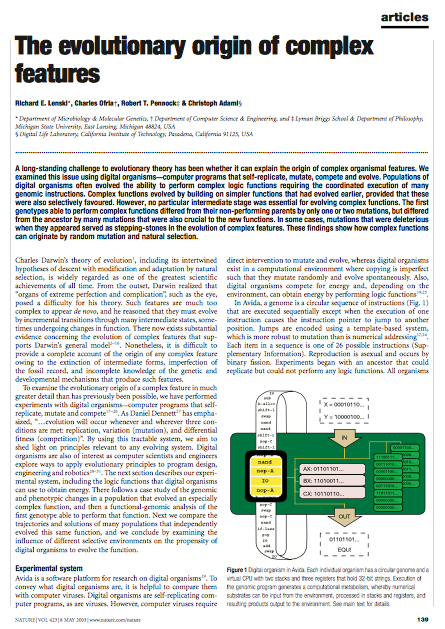 articles
The evolutionary origin of complex
features
Richard E. Lenski*, Charles Ofria†, Robert T. Pennock‡ & Christoph Adami§
* Department of Microbiology & Molecular Genetics, † Department of Computer Science & Engineering, and ‡ Lyman Briggs School & Department of Philosophy,
Michigan State University, East Lansing, Michigan 48824, USA
§ Digital Life Laboratory, California Institute of Technology, Pasadena, California 91125, USA
A long-standing challenge to evolutionary theory has been whether it can explain the origin of complex organismal features. We
examined this issue using digital organisms—computer programs that self-replicate, mutate, compete and evolve. Populations of
digital organisms often evolved the ability to perform complex logic functions requiring the coordinated execution of many
genomic instructions. Complex functions evolved by building on simpler functions that had evolved earlier, provided that these
were also selectively favoured. However, no particular intermediate stage was essential for evolving complex functions. The first
genotypes able to perform complex functions differed from their non-performing parents by only one or two mutations, but differed
from the ancestor by many mutations that were also crucial to the new functions. In some cases, mutations that were deleterious
when they appeared served as stepping-stones in the evolution of complex features. These findings show how complex functions
can originate by random mutation and natural selection.
Charles Darwin's theory of evolution¹, including its intertwined
hypotheses of descent with modification and adaptation by natural
selection, is widely regarded as one of the greatest scientific
achievements of all time. From the outset, Darwin realized that
"organs of extreme perfection and complication", such as the eye,
posed a difficulty for his theory. Such features are much too
complex to appear de novo, and he reasoned that they must evolve
by incremental transitions through many intermediate states, some-
times undergoing changes in function. There now exists substantial
evidence concerning the evolution of complex features that sup-
ports Darwin's general model. Nonetheless, it is difficult to
provide a complete account of the origin of any complex feature
owing to the extinction of intermediate forms, imperfection of
the fossil record, and incomplete knowledge of the genetic and
developmental mechanisms that produce such features.
To examine the evolutionary origin of a complex feature in much
greater detail than has previously been possible, we have performed
experiments with digital organisms—computer programs that self-
replicate, mutate and compete. As Daniel Dennett has empha-
sized, "…evolution will occur whenever and wherever three con-
ditions are met: replication, variation (mutation), and differential
fitness (competition)". By using this tractable system, we aim to
shed light on principles relevant to any evolving system. Digital
organisms are also of interest as computer scientists and engineers
explore ways to apply evolutionary principles to program design,
engineering and robotics. The next section describes our experi-
mental system, including the logic functions that digital organisms
can use to obtain energy. There follows a case study of the genomic
and phenotypic changes in a population that evolved an especially
complex function, and then a functional-genomic analysis of the
first genotype able to perform that function. Next we compare the
trajectories and solutions of many populations that independently
evolved this same function, and we conclude by examining the
influence of different selective environments on the propensity of
digital organisms to evolve the function.
Experimental system
Avida is a software platform for research on digital organisms. To
convey what digital organisms are, it is helpful to compare them
with computer viruses. Digital organisms are self-replicating com-
puter programs, as are viruses. However, computer viruses require
direct intervention to mutate and evolve, whereas digital organisms
exist in a computational environment where copying is imperfect
such that they mutate randomly and evolve spontaneously. Also,
digital organisms compete for energy and, depending on the
environment, can obtain energy by performing logic functions.
In Avida, a genome is a circular sequence of instructions (Fig. 1)
that are executed sequentially except when the execution of one
instruction causes the instruction pointer to jump to another
position. Jumps are encoded using a template-based system,
which is more robust to mutation than is numerical addressing.
Each item in a sequence is one of 26 possible instructions (Sup-
plementary Information). Reproduction is asexual and occurs by
binary fission. Experiments began with an ancestor that could
replicate but could not perform any logic functions. All organisms
X = 00010110...
Y = 10000100...
IN
nand
nop-A
IO
nop-A
AX: 01101101...
BX: 11010011...
CX: 10110110...
OUT
01101101...
EQU!
Figure 1 Digital organism in Avida. Each individual organism has a circular genome and a
virtual CPU with two stacks and three registers that hold 32-bit strings. Execution of
the genomic program generates a computational metabolism, whereby numerical
substrates can be input from the environment, processed in stacks and registers, and
resulting products output to the environment. See main text for details.
NATURE | VOL 423 | 8 MAY 2003 | www.nature.com/nature
139